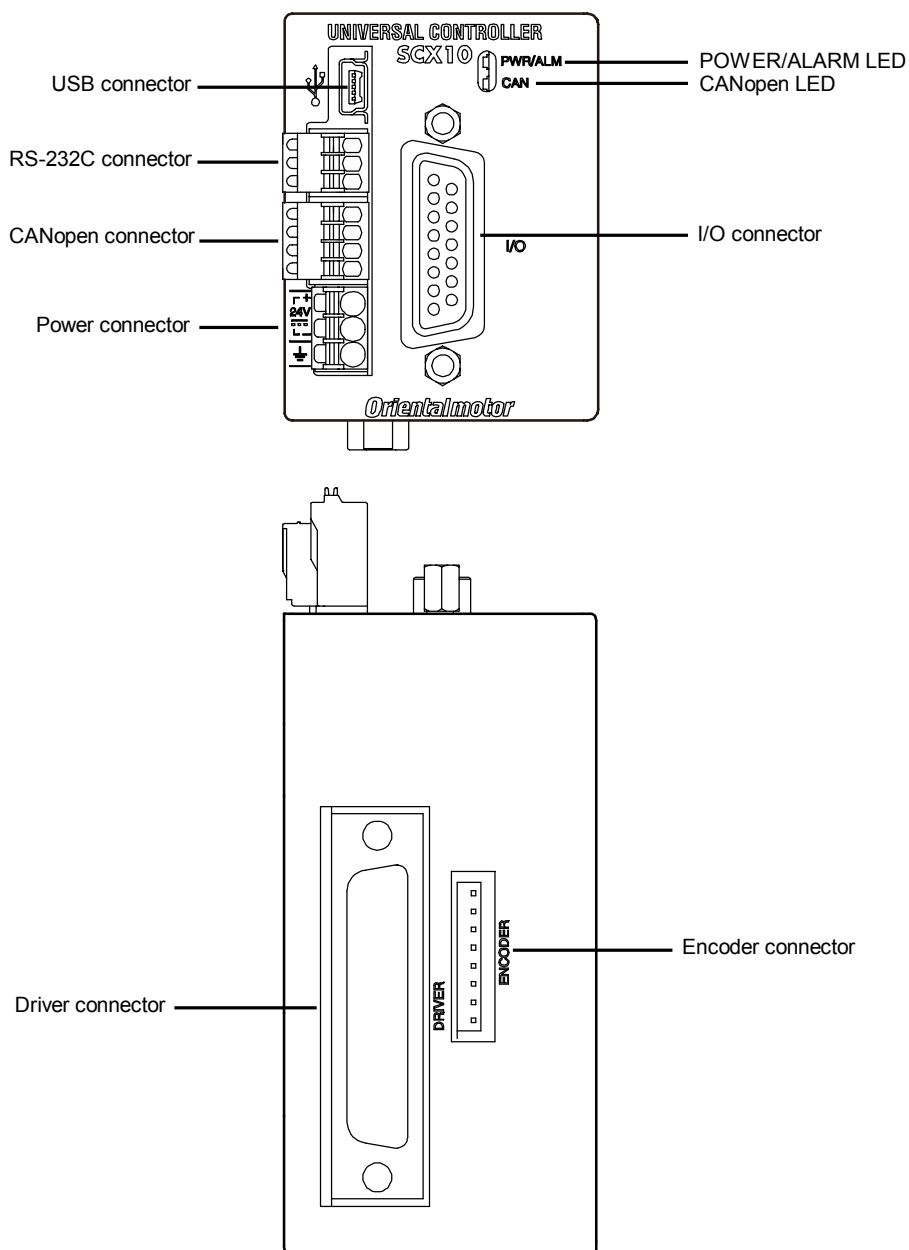 UNIVERSAL CONTROLLER
SCX10
PWR/ALM
POWER/ALARM LED
CAN
CANopen LED
USB connector
RS-232C connector
CANopen connector
I/O
I/O connector
+
24V
Power connector
Orientalmotor
ENCODER
Encoder connector
DRIVER
Driver connector